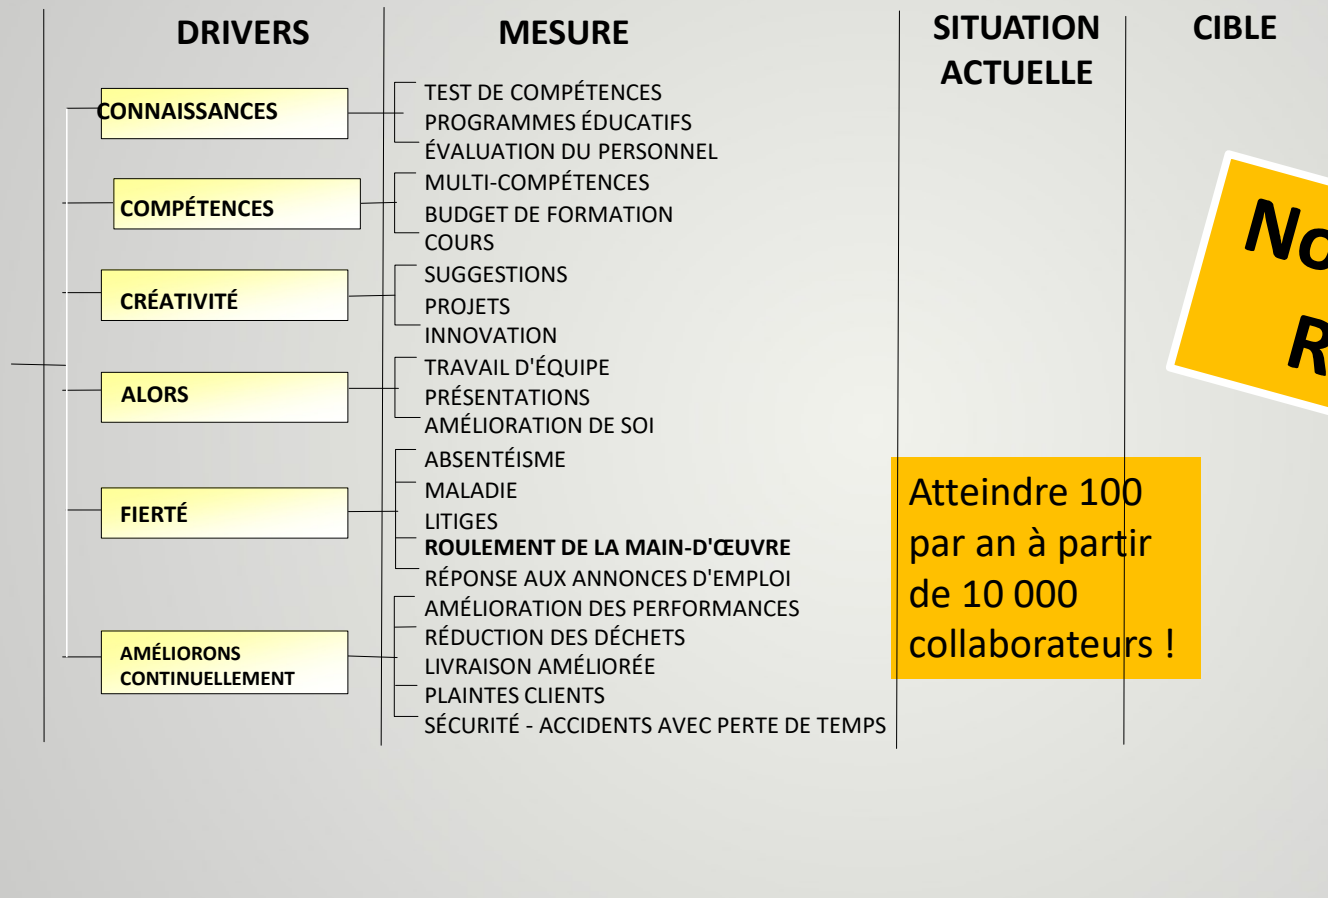 DRIVERS
MESURE
SITUATION
ACTUELLE
CIBLE
CONNAISSANCES
TEST DE COMPÉTENCES
PROGRAMMES ÉDUCATIFS
ÉVALUATION DU PERSONNEL
COMPÉTENCES
MULTI-COMPÉTENCES
BUDGET DE FORMATION
COURS
CRÉATIVITÉ
SUGGESTIONS
PROJETS
INNOVATION
ALORS
TRAVAIL D'ÉQUIPE
PRÉSENTATIONS
AMÉLIORATION DE SOI
FIERTÉ
ABSENTÉISME
MALADIE
LITIGES
ROULEMENT DE LA MAIN-D'ŒUVRE
RÉPONSE AUX ANNONCES D'EMPLOI
AMÉLIORONS
CONTINUELLEMENT
AMÉLIORATION DES PERFORMANCES
RÉDUCTION DES DÉCHETS
LIVRAISON AMÉLIORÉE
PLAINTES CLIENTS
SÉCURITÉ - ACCIDENTS AVEC PERTE DE TEMPS
Atteindre 100
par an à partir
de 10 000
collaborateurs !